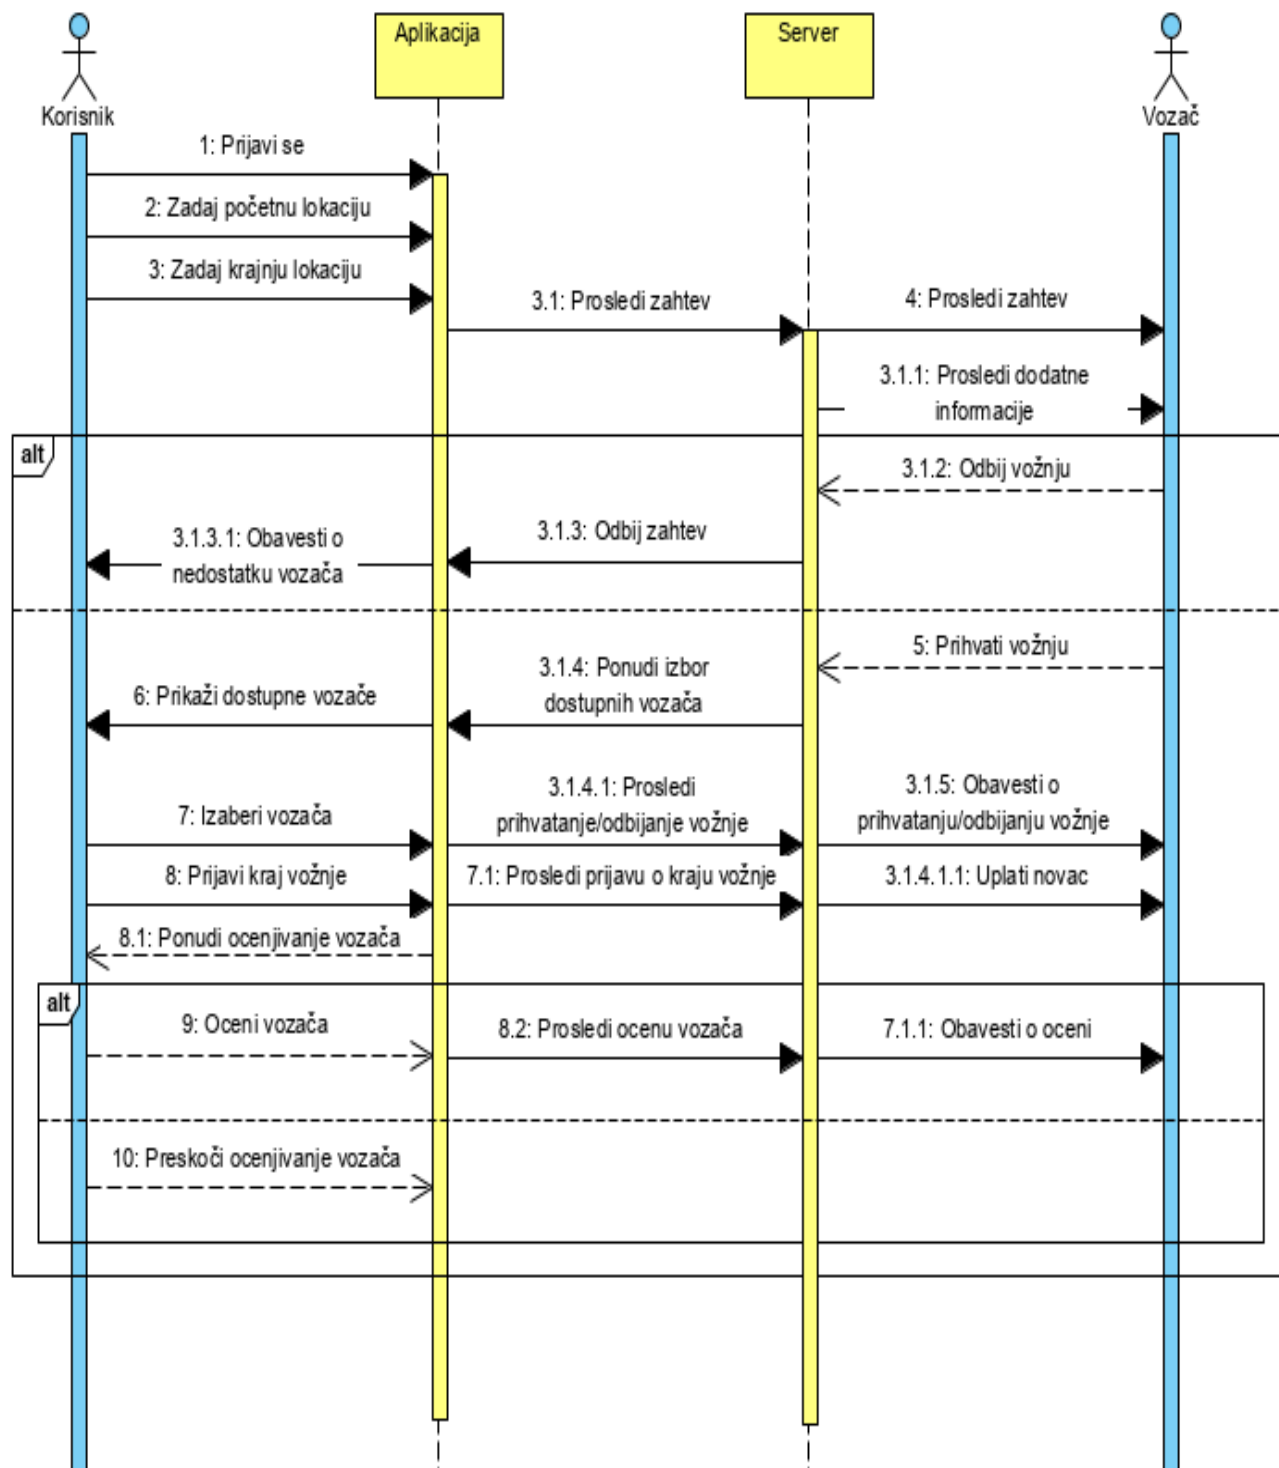 Aplikacija
Server
Korisnik
Vozač
1: Prijavi se
2: Zadaj početnu lokaciju
3: Zadaj krajnju lokaciju
3.1: Prosledi zahtev
4: Prosledi zahtev
3.1.1: Prosledi dodatne
informacije
alt
3.1.2: Odbij vožnju
3.1.3: Odbij zahtev
3.1.3.1: Obavesti o
nedostatku vozača
5: Prihvati vožnju
3.1.4: Ponudi izbor
dostupnih vozača
6: Prikaži dostupne vozače
7: Izaberi vozača
3.1.4.1: Prosledi
prihvatanje/odbijanje vožnje
3.1.5: Obavesti o
prihvatanju/odbijanju vožnje
8: Prijavi kraj vožnje
7.1: Prosledi prijavu o kraju vožnje
3.1.4.1.1: Uplati novac
8.1: Ponudi ocenjivanje vozača
alt
9: Oceni vozača
8.2: Prosledi ocenu vozača
7.1.1: Obavesti o oceni
10: Preskoči ocenjivanje vozača